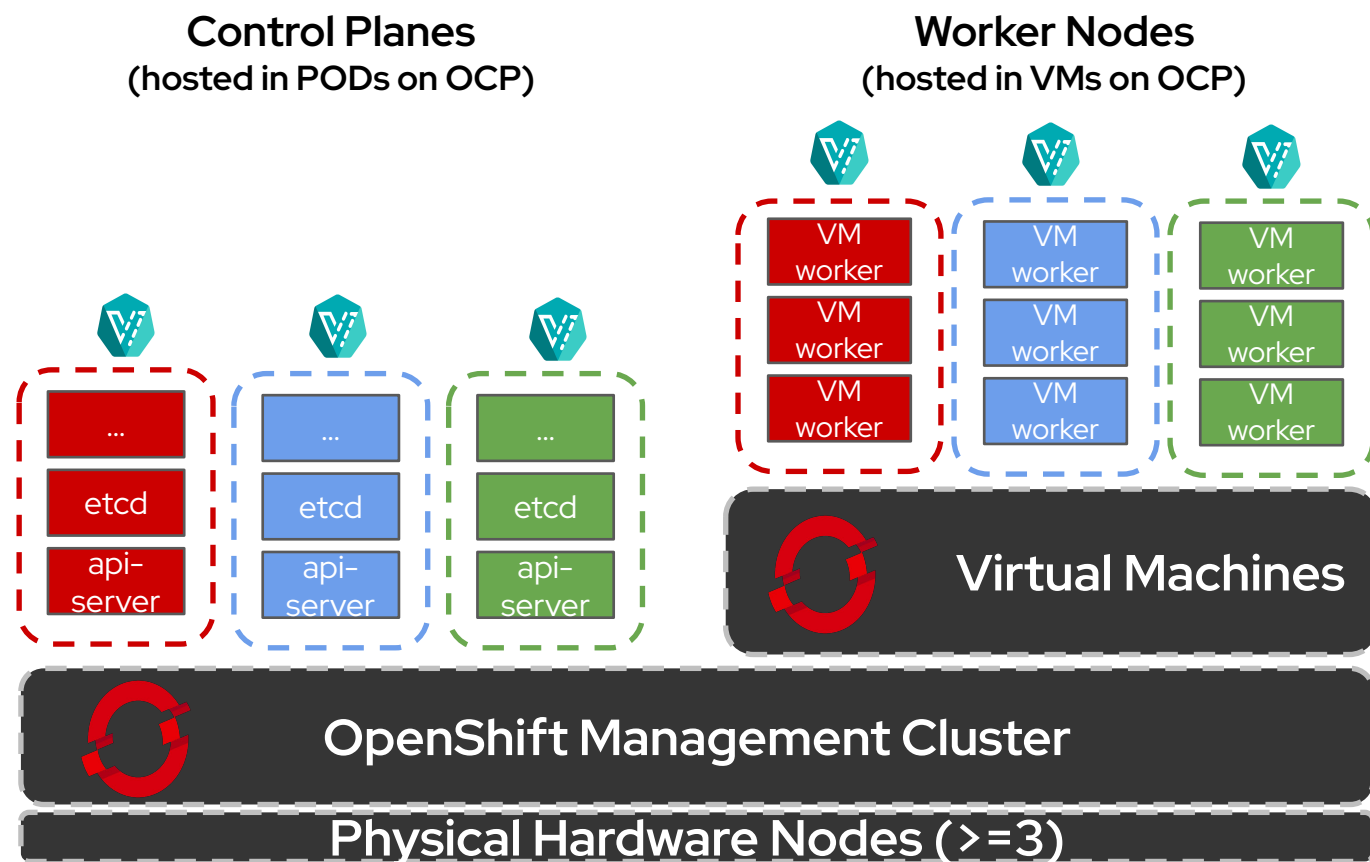 Control Planes
(hosted in PODs on OCP)
Worker Nodes
(hosted in VMs on OCP)
...
etcd
api-
server
...
etcd
api-
server
...
etcd
api-
server
VM
worker
VM
worker
VM
worker
VM
worker
VM
worker
VM
worker
VM
worker
VM
worker
VM
worker
Virtual Machines
OpenShift Management Cluster
Physical Hardware Nodes (>=3)